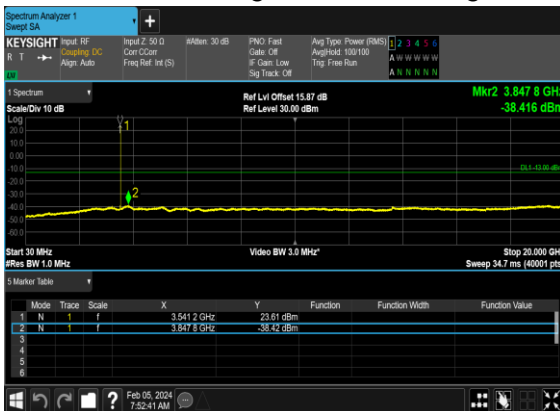 Spectrum Analyzer 1
Swept SA
KEYSIGHT Input: RF Input Z: 50 Ω #Atten: 30 dB PNO: Fast Avg Type: Power (RMS) 1 2 3 4 5 6
R T Coupling: DC Corr CCorr Gate: Off Avg|Hold: 100/100 A W W W W W
Align: Auto Freq Ref: Int (S) IF Gain: Low Trig: Free Run
Sig Track: Off A N N N N N
1 Spectrum Ref Lvl Offset 15.87 dB Mkr2 3.847 8 GHz
Scale/Div 10 dB Ref Level 30.00 dBm -38.416 dBm
Log
20.0 1
10.0
0.00
-10.0 DL1 -13.00 dBm
-20.0
-30.0 2
-40.0
-50.0
-60.0
Start 30 MHz Video BW 3.0 MHz* Stop 20.000 GHz
#Res BW 1.0 MHz Sweep 34.7 ms (40001 pts)
5 Marker Table
Mode Trace Scale X Y Function Function Width Function Value
1 N 1 f 3.541 2 GHz 23.61 dBm
2 N 1 f 3.847 8 GHz -38.42 dBm
3
4
5
6
? Feb 05, 2024
7:52:41 AM